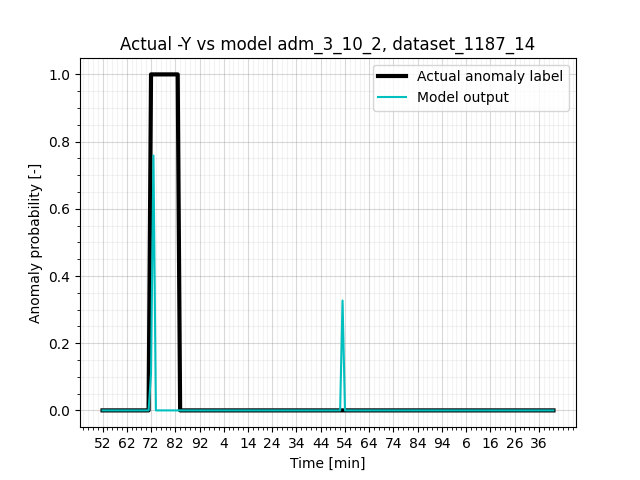 Actual -Y vs model adm_3_10_2, dataset_1187_14
Actual anomaly label
Model output
Anomaly probability [-]
1.0
0.8
0.6
0.4
0.2
0.0
52 62 72 82 92 4 14 24 34 44 54 64 74 84 94 6 16 26 36
Time [min]